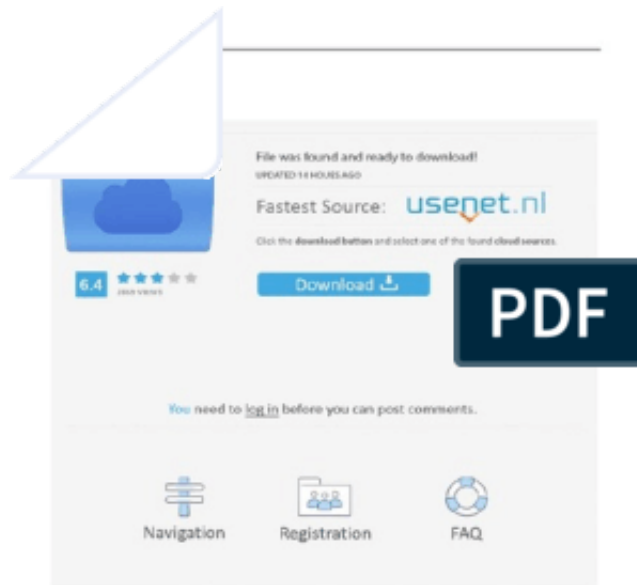 File was found and ready to download!
UPDATED 14 HOURS AGO
Fastest Source: usenet.nl
Click the download button and select one of the found cloud sources.
6.4
Download
PDF
You need to log in before you can post comments.
Navigation
Registration
FAQ